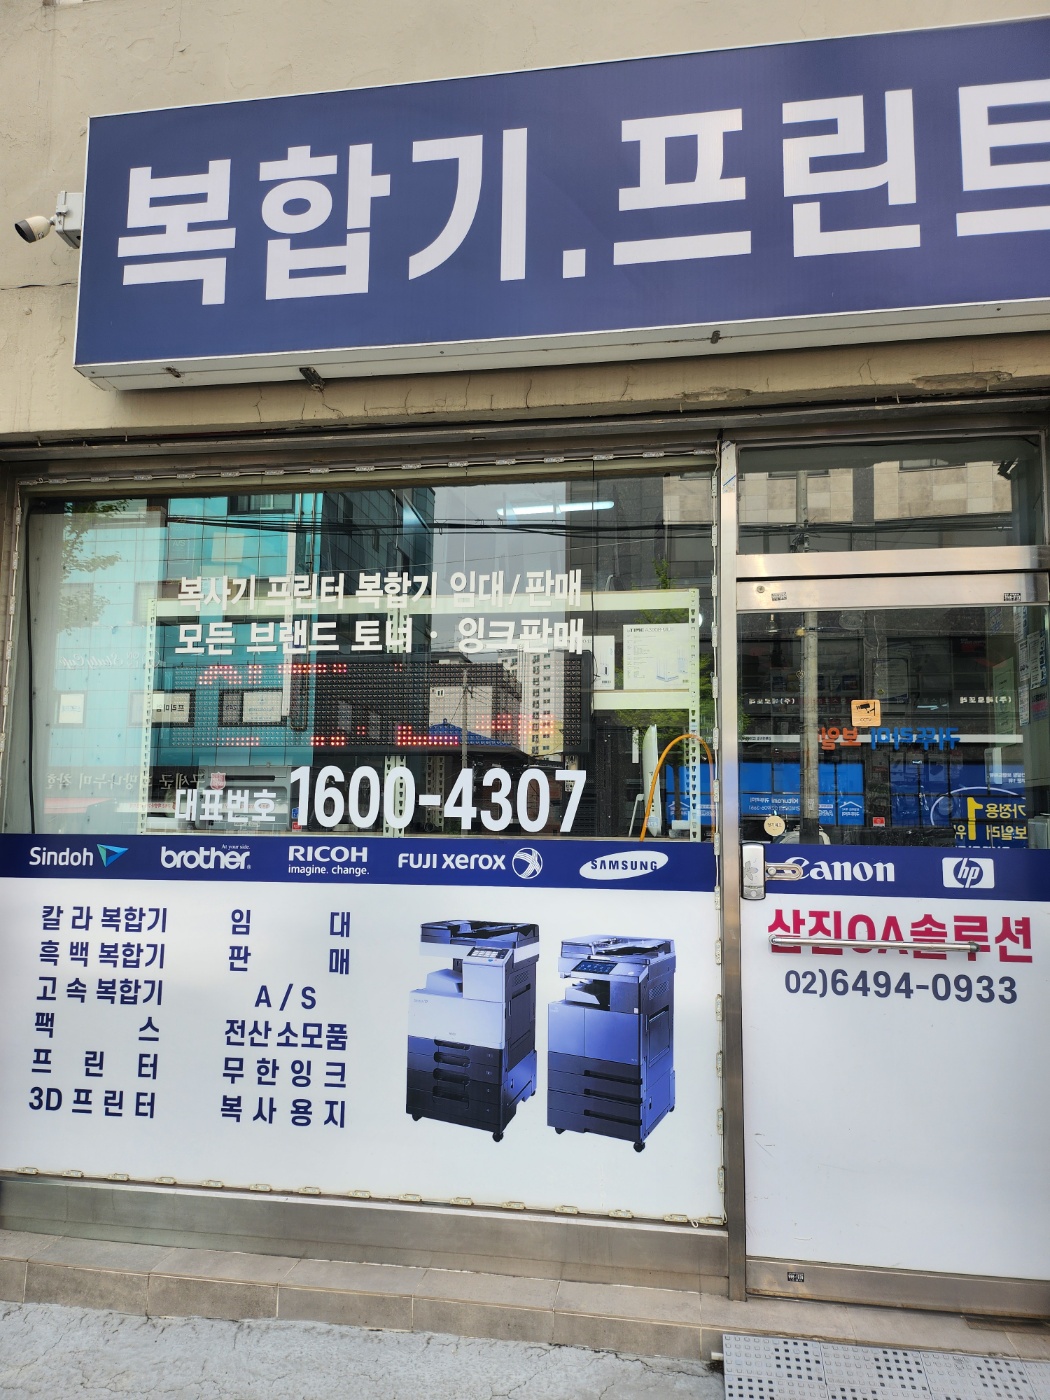 복합기.프린트
복사기 프린터 복합기 임대/판매
모든 브랜드 토너 · 잉크판매
대표번호 1600-4307
Sindoh brother at your side. RICOH imagine. change. FUJI xerox SAMSUNG
Canon hp
칼라복합기 임대
흑백복합기 판매
고속복합기 A/S
팩스 전산소모품
프린터 무한잉크
3D프린터 복사용지
삼진OA솔루션
02)6494-0933
CCTV